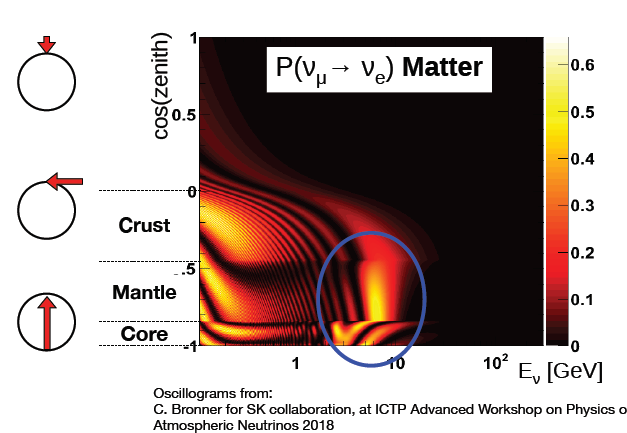 P(νμ→ νe) Matter
cos(zenith)
1
0.5
0
.5
-1
Crust
Mantle
Core
1
10
10²
Eν [GeV]
0.6
0.5
0.4
0.3
0.2
0.1
0
Oscillograms from:
C. Bronner for SK collaboration, at ICTP Advanced Workshop on Physics o
Atmospheric Neutrinos 2018